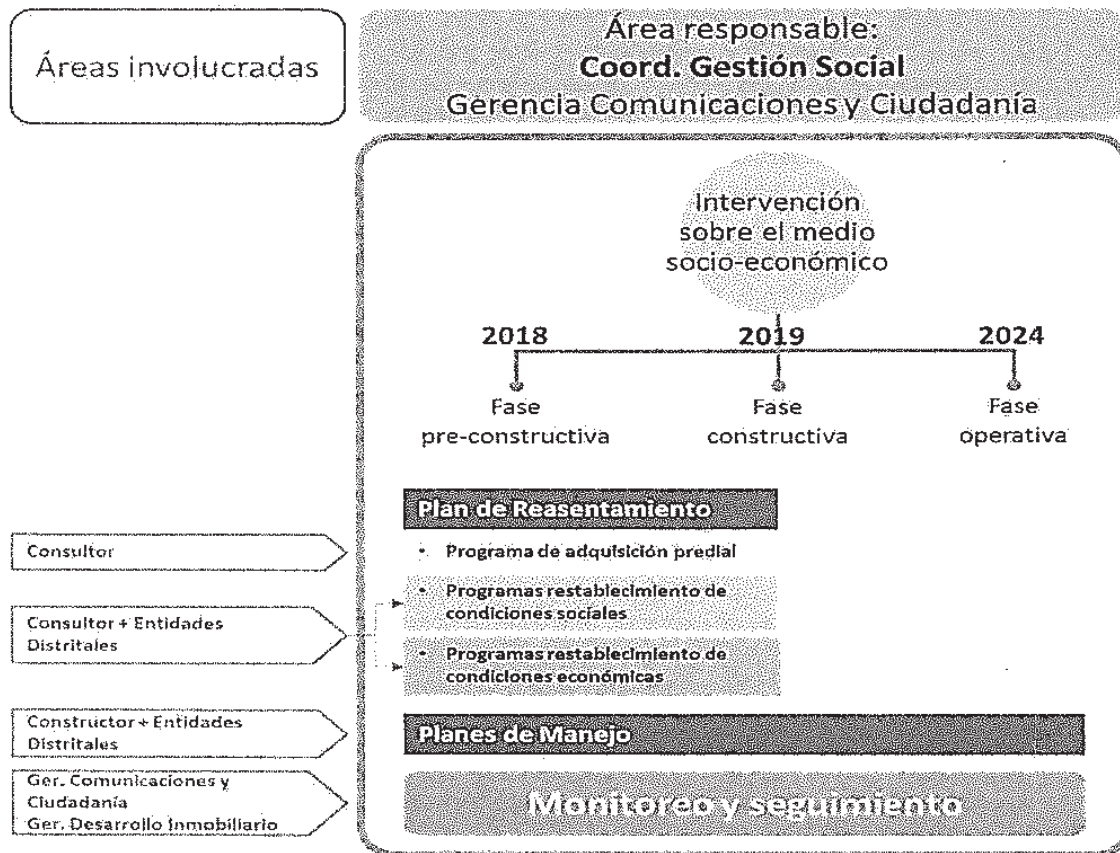 Áreas involucradas
Área responsable:
Coord. Gestión Social
Gerencia Comunicaciones y Ciudadanía
Intervención
sobre el medio
socio-económico
2018
2019
2024
Fase
pre-constructiva
Fase
constructiva
Fase
operativa
Plan de Reasentamiento
Consultor
• Programa de adquisición predial
Consultor + Entidades
Distritales
• Programas restablecimiento de
condiciones sociales
• Programas restablecimiento de
condiciones económicas
Constructor + Entidades
Distritales
Planes de Manejo
Ger. Comunicaciones y
Ciudadanía
Ger. Desarrollo Inmobiliario
Monitoreo y seguimiento